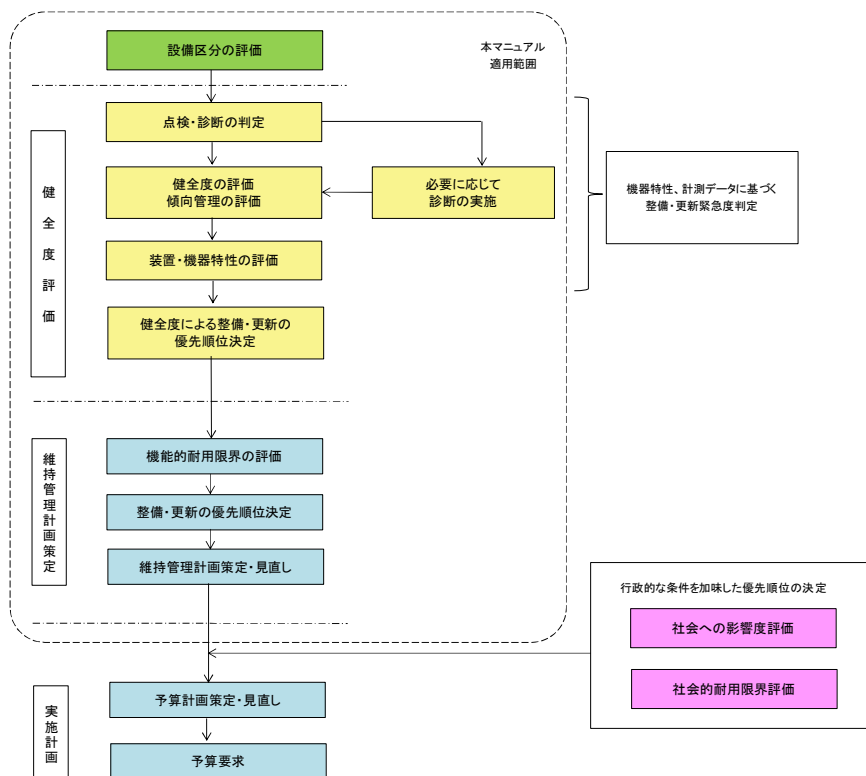 設備区分の評価
本マニュアル
適用範囲
点検・診断の判定
健全度評価
健全度の評価
傾向管理の評価
必要に応じて
診断の実施
機器特性、計測データに基づく
整備・更新緊急度判定
装置・機器特性の評価
健全度による整備・更新の
優先順位決定
維持管理計画策定
機能的耐用限界の評価
整備・更新の優先順位決定
維持管理計画策定・見直し
行政的な条件を加味した優先順位の決定
社会への影響度評価
社会的耐用限界評価
実施計画
予算計画策定・見直し
予算要求